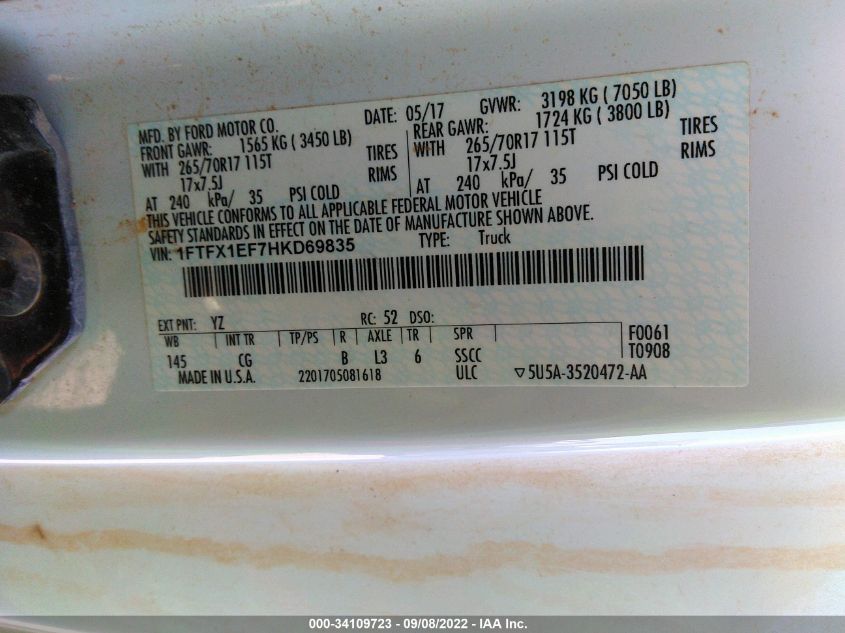 MFD. BY FORD MOTOR CO. DATE: 05/17 GVWR: 3198 KG ( 7050 LB)
FRONT GAWR: 1565 KG ( 3450 LB) REAR GAWR: 1724 KG ( 3800 LB)
WITH 265/70R17 115T TIRES WITH 265/70R17 115T TIRES
17x7.5J RIMS 17x7.5J RIMS
AT 240 kPa/ 35 PSI COLD AT 240 kPa/ 35 PSI COLD
THIS VEHICLE CONFORMS TO ALL APPLICABLE FEDERAL MOTOR VEHICLE
SAFETY STANDARDS IN EFFECT ON THE DATE OF MANUFACTURE SHOWN ABOVE.
VIN: 1FTFX1EF7HKD69835 TYPE: Truck
EXT PNT: YZ RC: 52 DSO:
WB INT TR TP/PS R AXLE TR SPR F0061
145 CG B L3 6 SSCC T0908
MADE IN U.S.A. 2201705081618 ULC ▽5U5A-3520472-AA
000-34109723 - 09/08/2022 - IAA Inc.